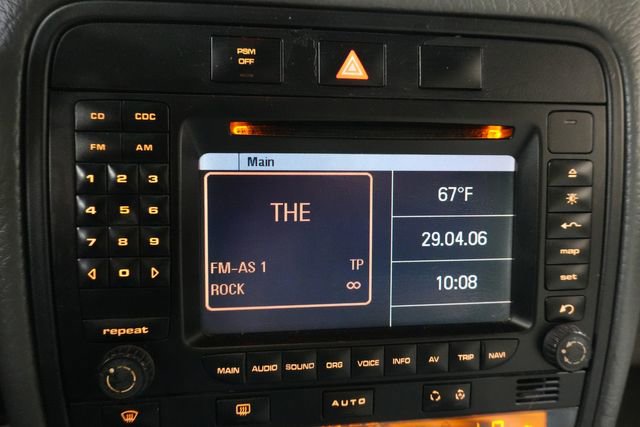 PSM
OFF
CD CDC
FM AM
1 2 3
4 5 6
7 8 9
0
repeat
Main
THE
FM-AS 1 TP
ROCK ∞
67°F
29.04.06
10:08
map
set
MAIN AUDIO SOUND ORG VOICE INFO AV TRIP NAVI
AUTO